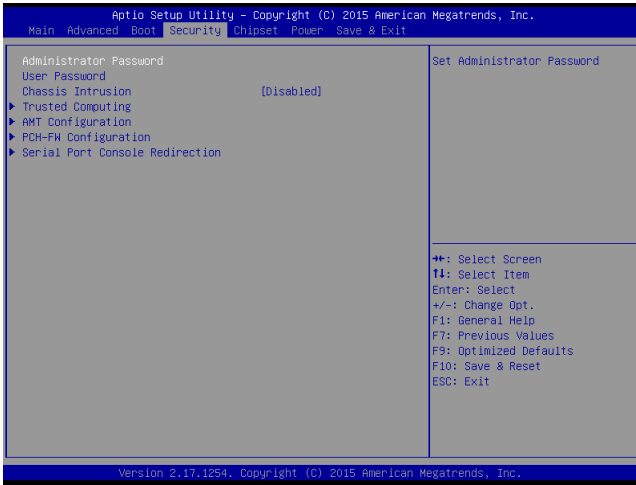 Aptio Setup Utility – Copyright (C) 2015 American Megatrends, Inc.
Main Advanced Boot Security Chipset Power Save & Exit
Administrator Password
User Password
Chassis Intrusion [Disabled]
Trusted Computing
AMT Configuration
PCH-FW Configuration
Serial Port Console Redirection
Set Administrator Password
→←: Select Screen
↑↓: Select Item
Enter: Select
+/-: Change Opt.
F1: General Help
F7: Previous Values
F9: Optimized Defaults
F10: Save & Reset
ESC: Exit
Version 2.17.1254. Copyright (C) 2015 American Megatrends, Inc.